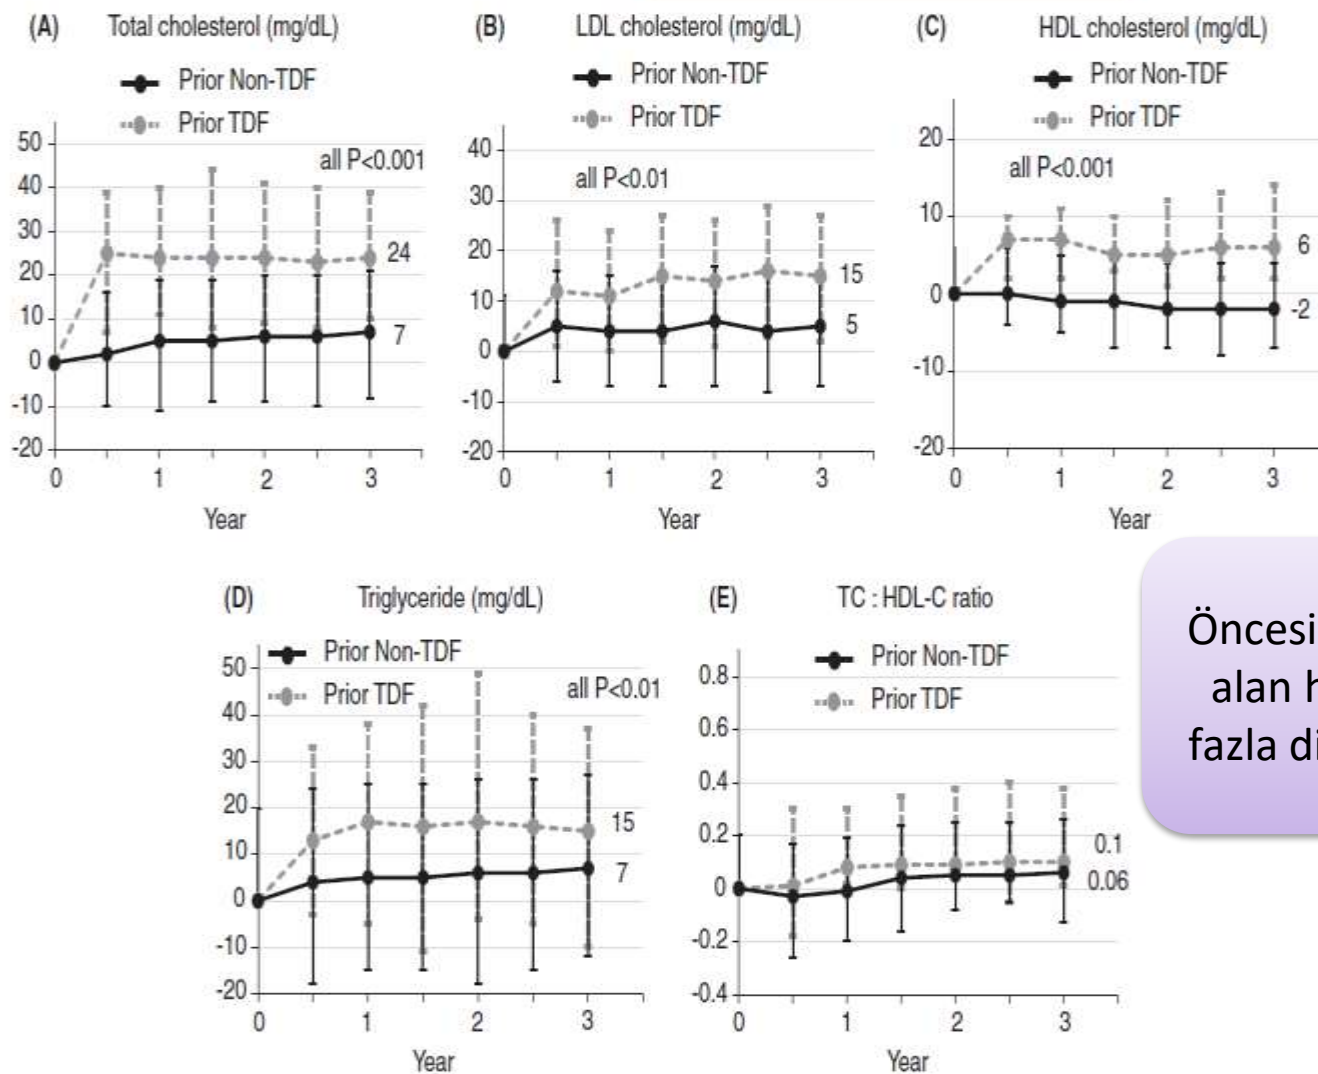 (A) Total cholesterol (mg/dL)
Prior Non-TDF
Prior TDF
all P<0.001
50
40
30
20
10
0
-10
-20
24
7
0 1 2 3
Year
(B) LDL cholesterol (mg/dL)
Prior Non-TDF
Prior TDF
all P<0.01
40
30
20
10
0
-10
-20
15
5
0 1 2 3
Year
(C) HDL cholesterol (mg/dL)
Prior Non-TDF
Prior TDF
all P<0.001
20
10
0
-10
-20
6
-2
0 1 2 3
Year
(D) Triglyceride (mg/dL)
Prior Non-TDF
Prior TDF
all P<0.01
50
40
30
20
10
0
-10
-20
15
7
0 1 2 3
Year
(E) TC : HDL-C ratio
Prior Non-TDF
Prior TDF
0.8
0.6
0.4
0.2
0
-0.2
-0.4
0.1
0.06
0 1 2 3
Year
Öncesi
alan
fazla